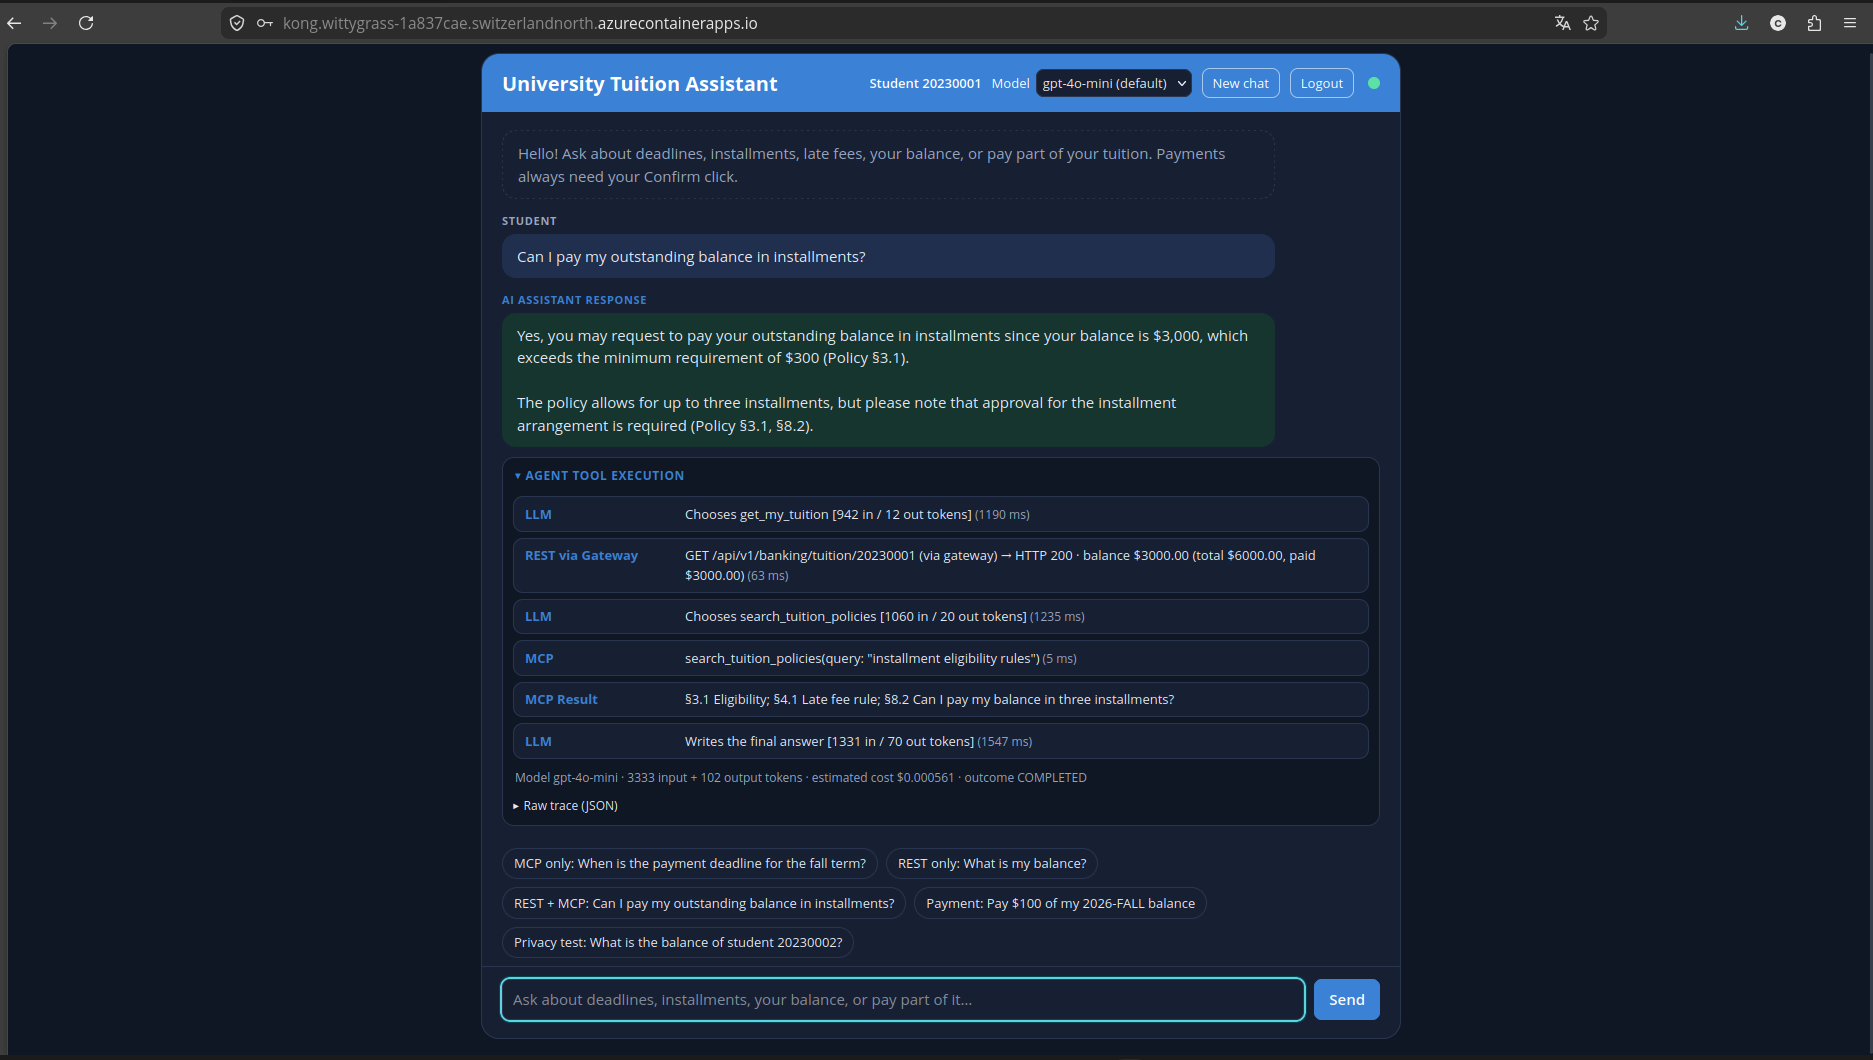 kong.wittygrass-1a837cae.switzerlandnorth.azurecontainerapps.io
University Tuition Assistant
Student 20230001 Model gpt-4o-mini (default) New chat Logout
Hello! Ask about deadlines, installments, late fees, your balance, or pay part of your tuition. Payments
always need your Confirm click.
STUDENT
Can I pay my outstanding balance in installments?
AI ASSISTANT RESPONSE
Yes, you may request to pay your outstanding balance in installments since your balance is $3,000, which
exceeds the minimum requirement of $300 (Policy §3.1).
The policy allows for up to three installments, but please note that approval for the installment
arrangement is required (Policy §3.1, §8.2).
▾ AGENT TOOL EXECUTION
LLM Chooses get_my_tuition [942 in / 12 out tokens] (1190 ms)
REST via Gateway GET /api/v1/banking/tuition/20230001 (via gateway) → HTTP 200 · balance $3000.00 (total $6000.00, paid
$3000.00) (63 ms)
LLM Chooses search_tuition_policies [1060 in / 20 out tokens] (1235 ms)
MCP search_tuition_policies(query: "installment eligibility rules") (5 ms)
MCP Result §3.1 Eligibility; §4.1 Late fee rule; §8.2 Can I pay my balance in three installments?
LLM Writes the final answer [1331 in / 70 out tokens] (1547 ms)
Model gpt-4o-mini · 3333 input + 102 output tokens · estimated cost $0.000561 · outcome COMPLETED
▸ Raw trace (JSON)
MCP only: When is the payment deadline for the fall term? REST only: What is my balance?
REST + MCP: Can I pay my outstanding balance in installments? Payment: Pay $100 of my 2026-FALL balance
Privacy test: What is the balance of student 20230002?
Ask about deadlines, installments, your balance, or pay part of it... Send